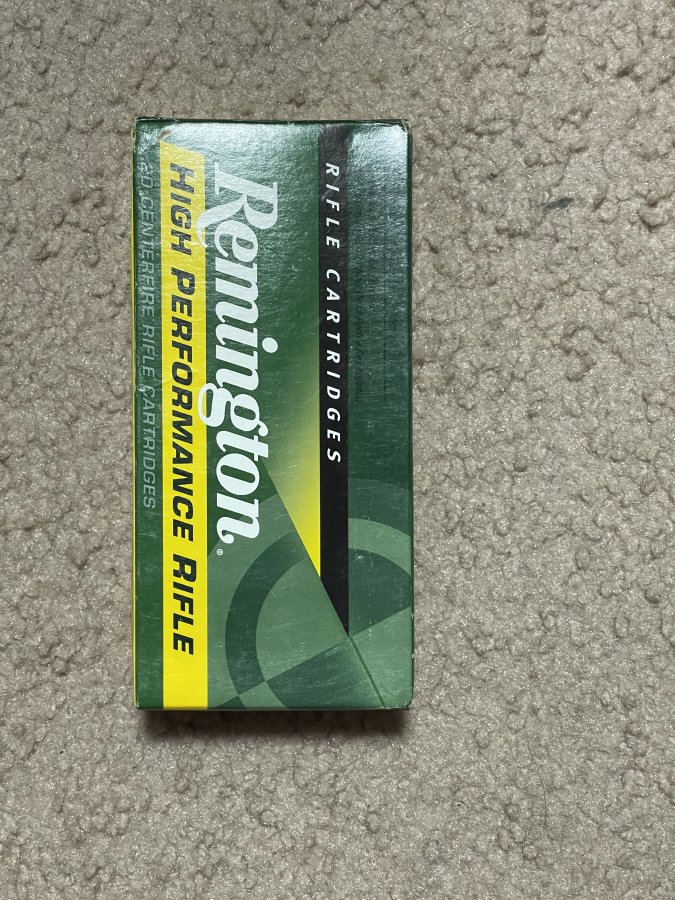 RIFLE CARTRIDGES
Remington®
HIGH PERFORMANCE RIFLE
20 CENTERFIRE RIFLE CARTRIDGES